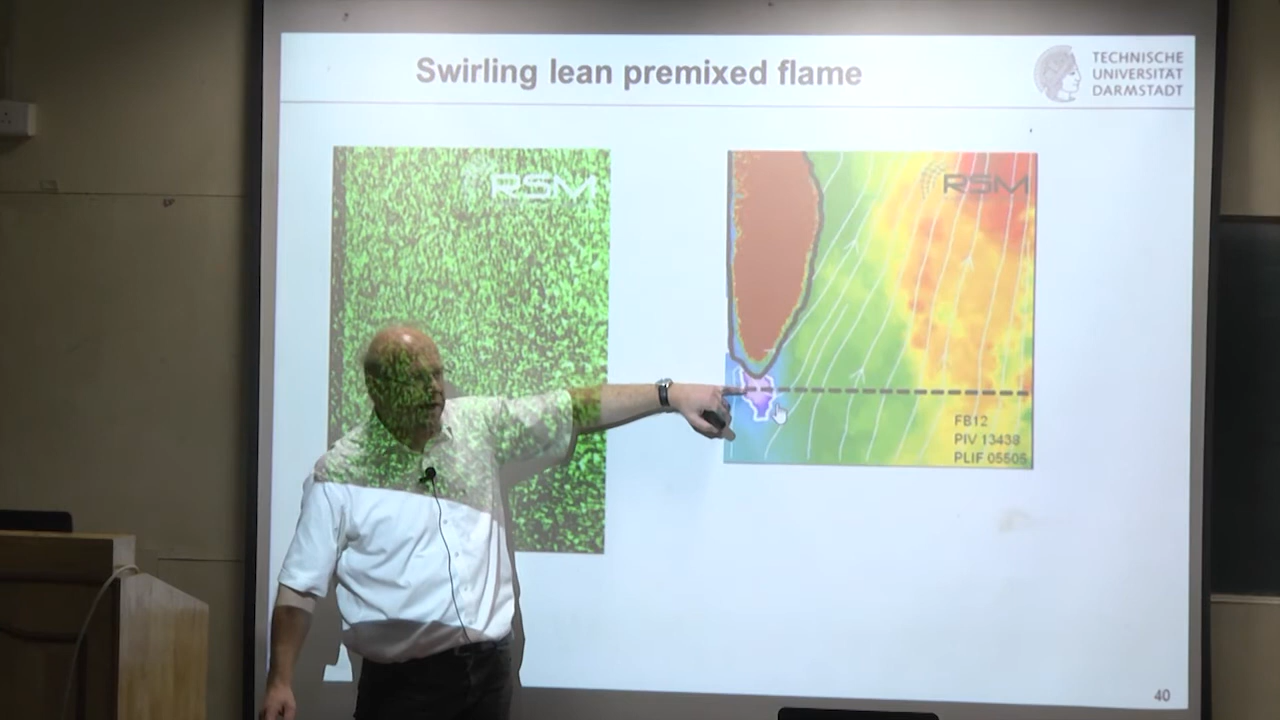 Swirling lean premixed flame
TECHNISCHE
UNIVERSITÄT
DARMSTADT
RSM
RSM
FB12
PIV 13438
PLIF 05505
40